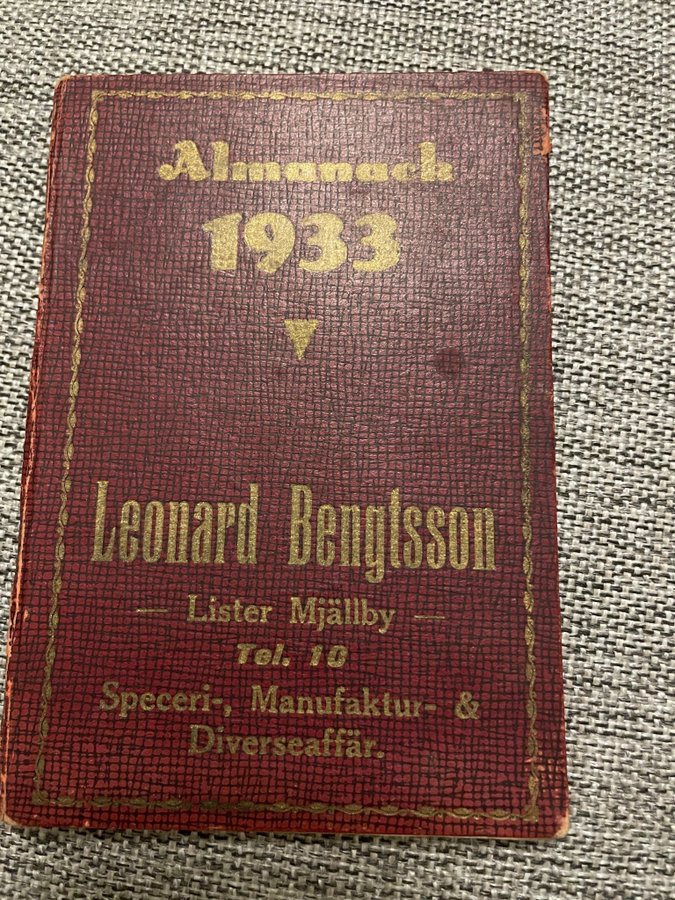 Almanach
1933
Leonard Bengtsson
— Lister Mjällby —
Tel. 10
Speceri-, Manufaktur- &
Diverseaffär.